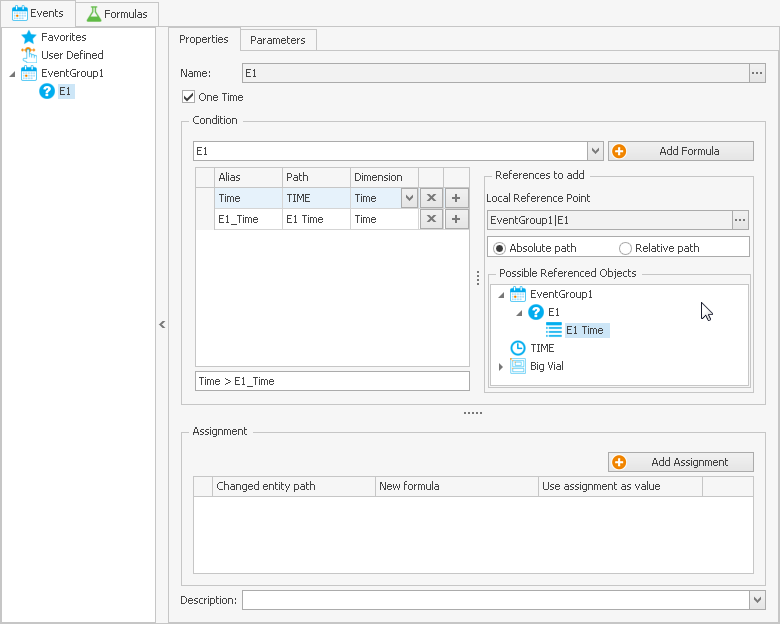 Events
Formulas
Favorites
User Defined
EventGroup1
E1
Properties
Parameters
Name:
E1
One Time
Condition
E1
Add Formula
Alias Path Dimension
Time TIME Time
E1_Time E1 Time Time
Time > E1_Time
References to add
Local Reference Point
EventGroup1|E1
Absolute path Relative path
Possible Referenced Objects
EventGroup1
E1
E1 Time
TIME
Big Vial
Assignment
Add Assignment
Changed entity path New formula Use assignment as value
Description: